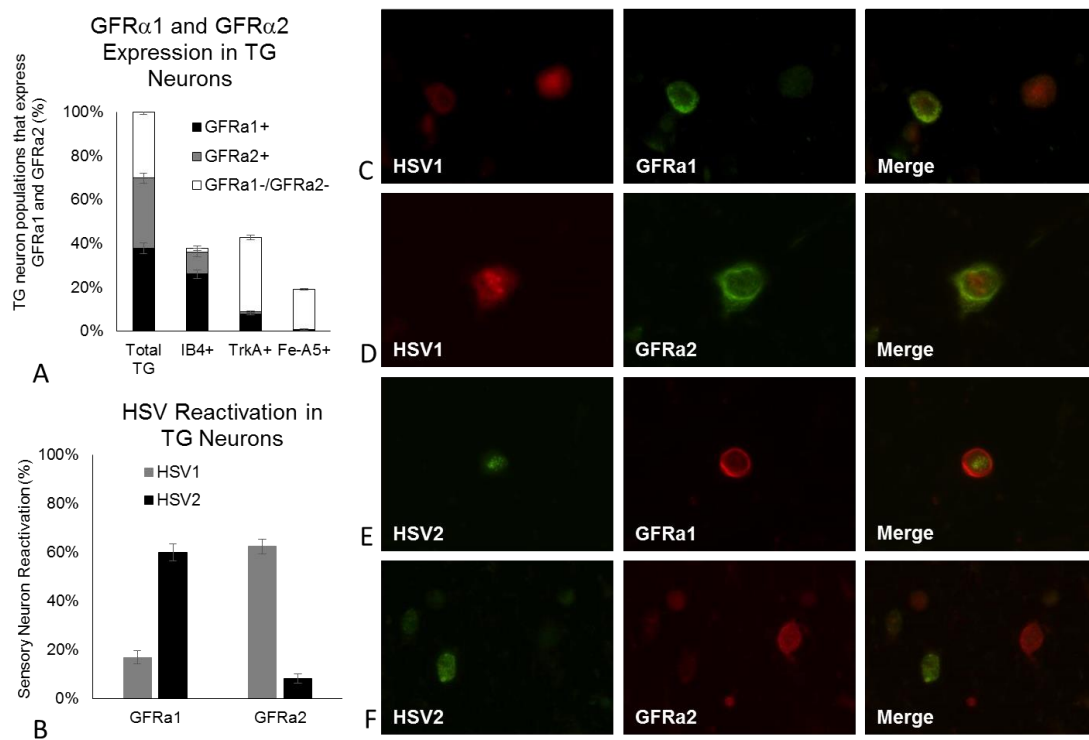 GFRα1 and GFRα2
Expression in TG
Neurons
TG neuron populations that express
GFRa1 and GFRa2 (%)
100%
80%
60%
40%
20%
0%
GFRa1+
GFRa2+
GFRa1-/GFRa2-
Total
TG
IB4+
TrkA+
Fe-A5+
A
HSV Reactivation in
TG Neurons
Sensory Neuron Reactivation (%)
100%
80%
60%
40%
20%
0%
HSV1
HSV2
GFRa1
GFRa2
B
C
HSV1
GFRa1
Merge
D
HSV1
GFRa2
Merge
E
HSV2
GFRa1
Merge
F
HSV2
GFRa2
Merge